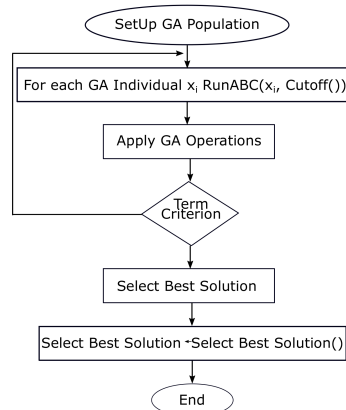 SetUp GA Population
For each GA Individual xi RunABC(xi, Cutoff())
Apply GA Operations
Term
Criterion
Select Best Solution
Select Best Solution ←Select Best Solution()
End